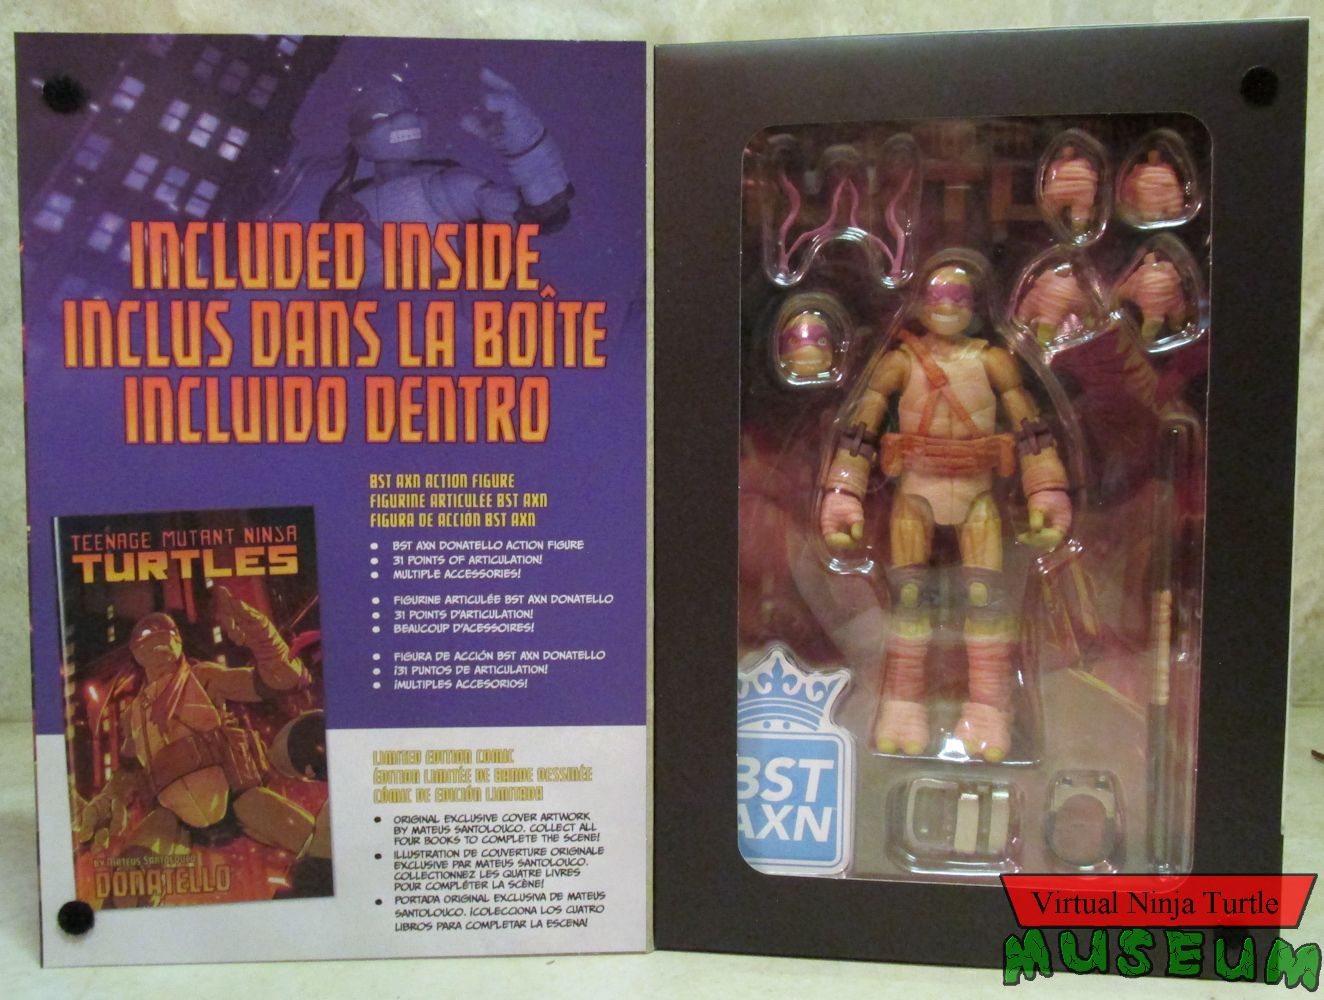 INCLUDED INSIDE
INCLUS DANS LA BOÎTE
INCLUIDO DENTRO
BST AXN ACTION FIGURE
FIGURINE ARTICULEE BST AXN
FIGURA DE ACCIÓN BST AXN
BST AXN DONATELLO ACTION FIGURE
31 POINTS OF ARTICULATION!
MULTIPLE ACCESSORIES!
FIGURINE ARTICULÉE BST AXN DONATELLO
31 POINTS D'ARTICULATION!
BEAUCOUP D'ACESSOIRES!
FIGURA DE ACCIÓN BST AXN DONATELLO
¡31 PUNTOS DE ARTICULATION!
¡MULTIPLES ACCESORIOS!
TEENAGE MUTANT NINJA
TURTLES
BY MATEUS SANTOLOUCO
DONATELLO
LIMITED EDITION COMIC
ÉDITION LIMITÉE DE BANDE DESSINÉE
CÓMIC DE EDICIÓN LIMITADA
ORIGINAL EXCLUSIVE COVER ARTWORK
BY MATEUS SANTOLOUCO. COLLECT ALL
FOUR BOOKS TO COMPLETE THE SCENE!
ILLUSTRATION DE COUVERTURE ORIGINALE
EXCLUSIVE PAR MATEUS SANTOLOUCO.
COLLECTIONNEZ LES QUATRE LIVRES
POUR COMPLÉTER LA SCÈNE!
PORTADA ORIGINAL EXCLUSIVA DE MATEUS
SANTOLOUCO. ¡COLECCIONA LOS CUATRO
LIBROS PARA COMPLETAR LA ESCENA!
BST
AXN
Virtual Ninja Turtle
MUSEUM